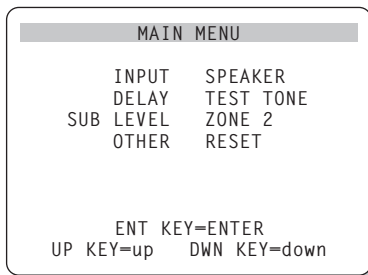 MAIN MENU
INPUT SPEAKER
DELAY TEST TONE
SUB LEVEL ZONE 2
OTHER RESET
ENT KEY=ENTER
UP KEY=up DWN KEY=down